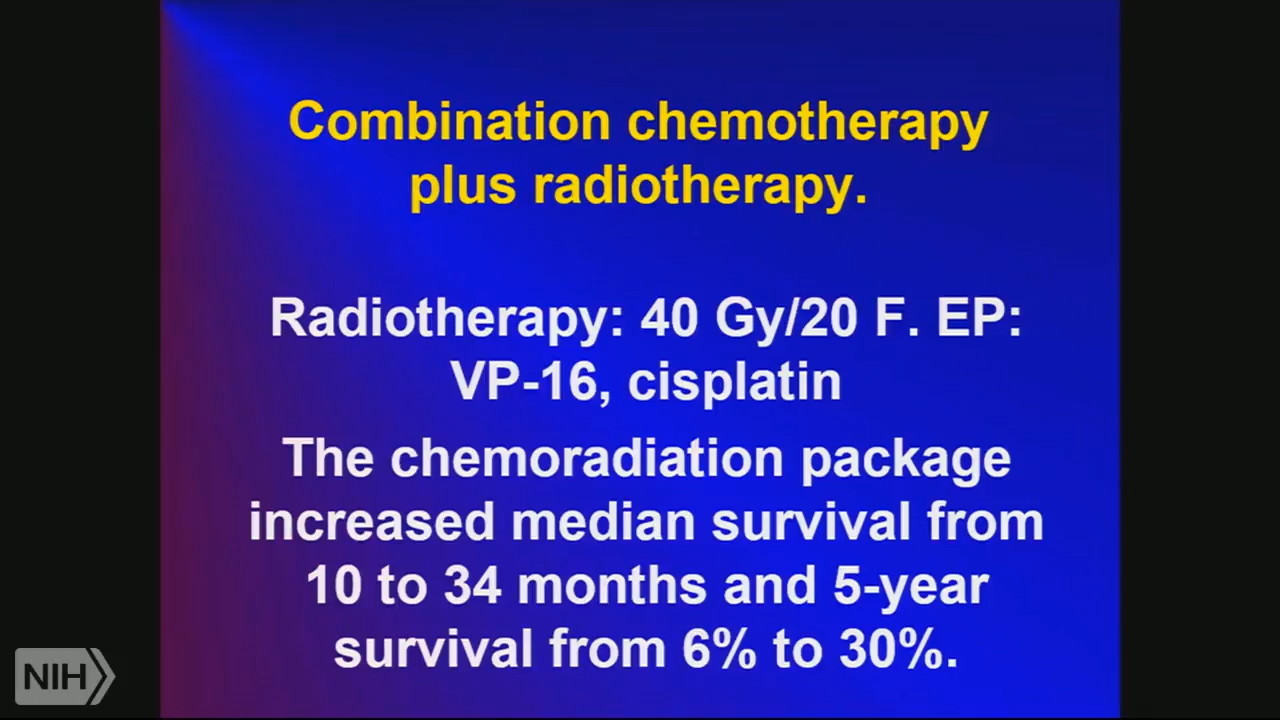 Combination chemotherapy
plus radiotherapy.
Radiotherapy: 40 Gy/20 F. EP:
VP-16, cisplatin
The chemoradiation package
increased median survival from
10 to 34 months and 5-year
survival from 6% to 30%.
NIH